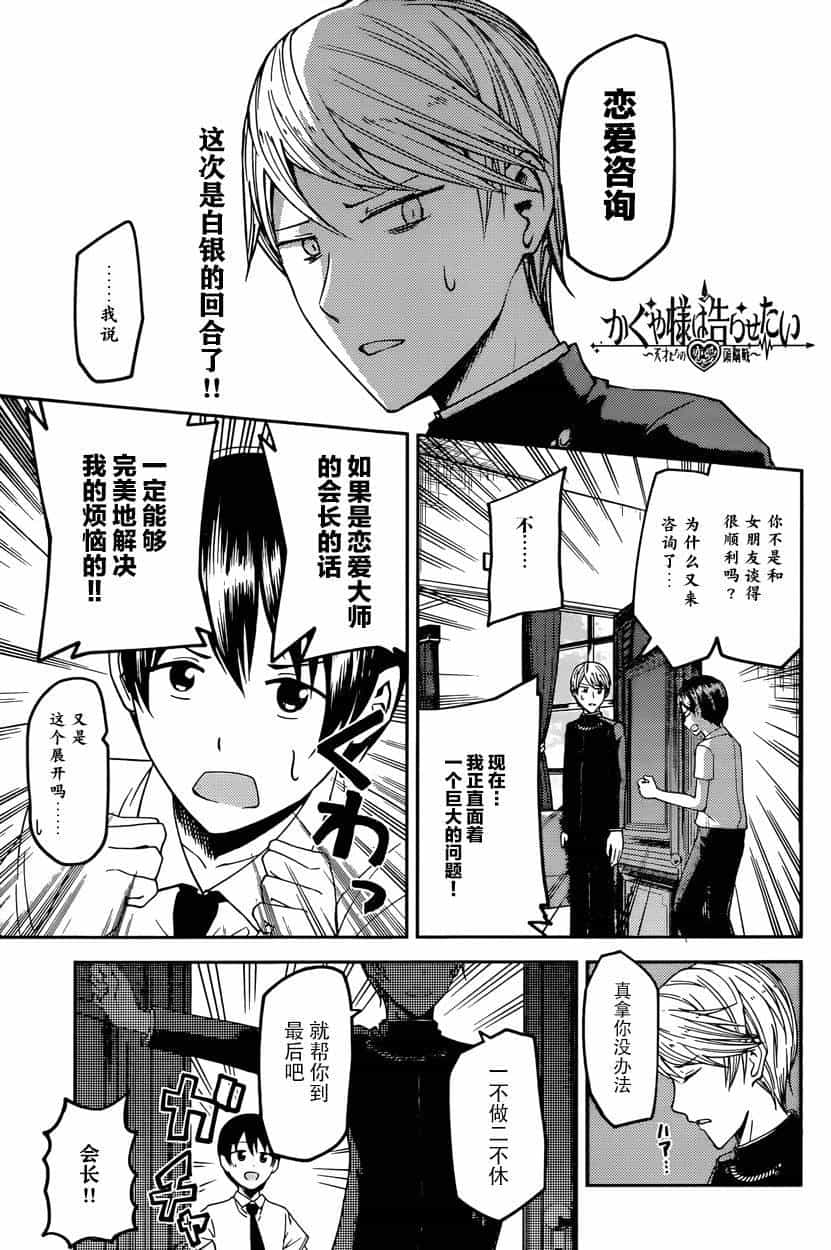 恋爱咨询
这次是白银的回合了!!
……我说
かぐや様は告らせたい
~天才たちの恋愛頭脳戦~
你不是和
女朋友谈得
很顺利吗?
为什么又来
咨询了…
不…
现在…
我正直面着
一个巨大的问题!
如果是恋爱大师
的会长的话
一定能够
完美地解决
我的烦恼的!!
くわっ
又是
这个展开吗……
真拿你没办法
ハァ…
一不做二不休
就帮你到
最后吧
ガチャ
会长!!